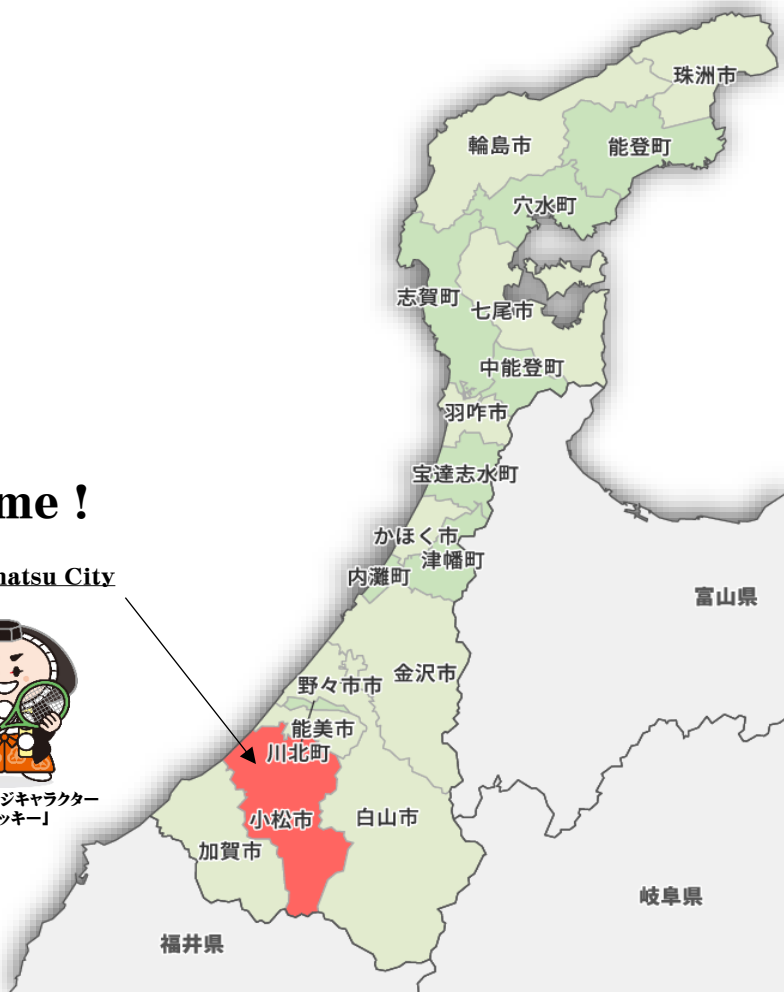 珠洲市
輪島市
能登町
穴水町
志賀町
七尾市
中能登町
羽咋市
宝達志水町
me !
かほく市
津幡町
内灘町
natsu City
富山県
金沢市
野々市市
能美市
川北町
ジキャラクター
ッキー」
小松市
白山市
加賀市
岐阜県
福井県